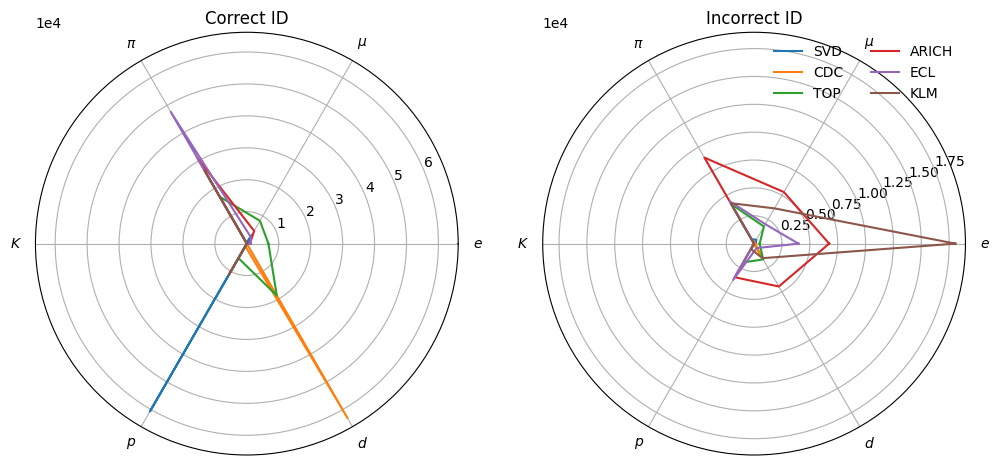 Correct ID
1e4
π
μ
K
e
p
d
1
2
3
4
5
6
Incorrect ID
1e4
π
μ
K
e
p
d
0.25
0.50
0.75
1.00
1.25
1.50
1.75
SVD
CDC
TOP
ARICH
ECL
KLM